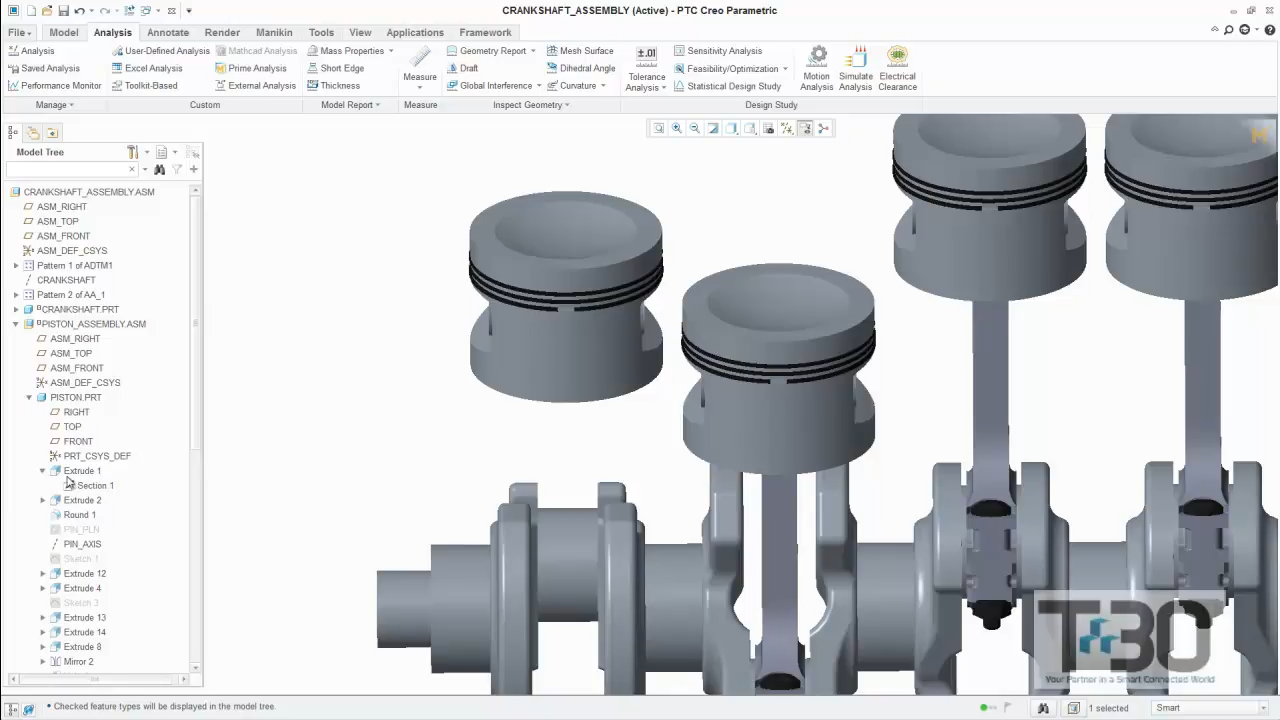 CRANKSHAFT_ASSEMBLY (Active) - PTC Creo Parametric
File Model Analysis Annotate Render Manikin Tools View Applications Framework
Analysis
Saved Analysis
Performance Monitor
Manage
User-Defined Analysis
Excel Analysis
Toolkit-Based
Mathcad Analysis
Prime Analysis
External Analysis
Custom
Mass Properties
Short Edge
Thickness
Model Report
Measure
Measure
Geometry Report
Draft
Global Interference
Mesh Surface
Dihedral Angle
Curvature
Inspect Geometry
±.01
Tolerance
Analysis
Sensitivity Analysis
Feasibility/Optimization
Statistical Design Study
Motion
Analysis
Simulate
Analysis
Electrical
Clearance
Design Study
Model Tree
CRANKSHAFT_ASSEMBLY.ASM
ASM_RIGHT
ASM_TOP
ASM_FRONT
ASM_DEF_CSYS
Pattern 1 of ADTM1
CRANKSHAFT
Pattern 2 of AA_1
CRANKSHAFT.PRT
PISTON_ASSEMBLY.ASM
ASM_RIGHT
ASM_TOP
ASM_FRONT
ASM_DEF_CSYS
PISTON.PRT
RIGHT
TOP
FRONT
PRT_CSYS_DEF
Extrude 1
Section 1
Extrude 2
Round 1
PIN_PLN
PIN_AXIS
Sketch 1
Extrude 12
Extrude 4
Sketch 3
Extrude 13
Extrude 14
Extrude 8
Mirror 2
Your Partner in a Smart Connected World
• Checked feature types will be displayed in the model tree.
1 selected
Smart